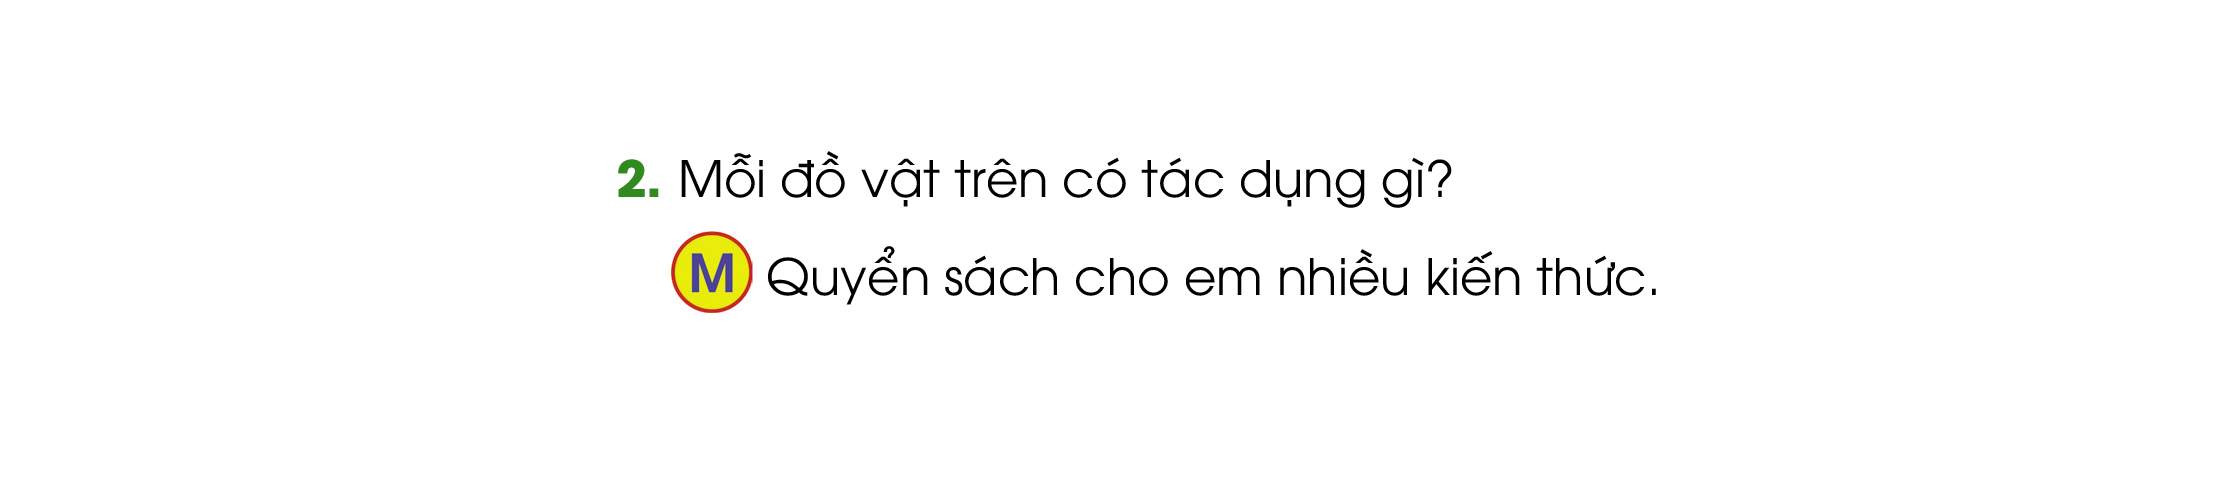 2. Mỗi đồ vật trên có tác dụng gì?
M Quyển sách cho em nhiều kiến thức.